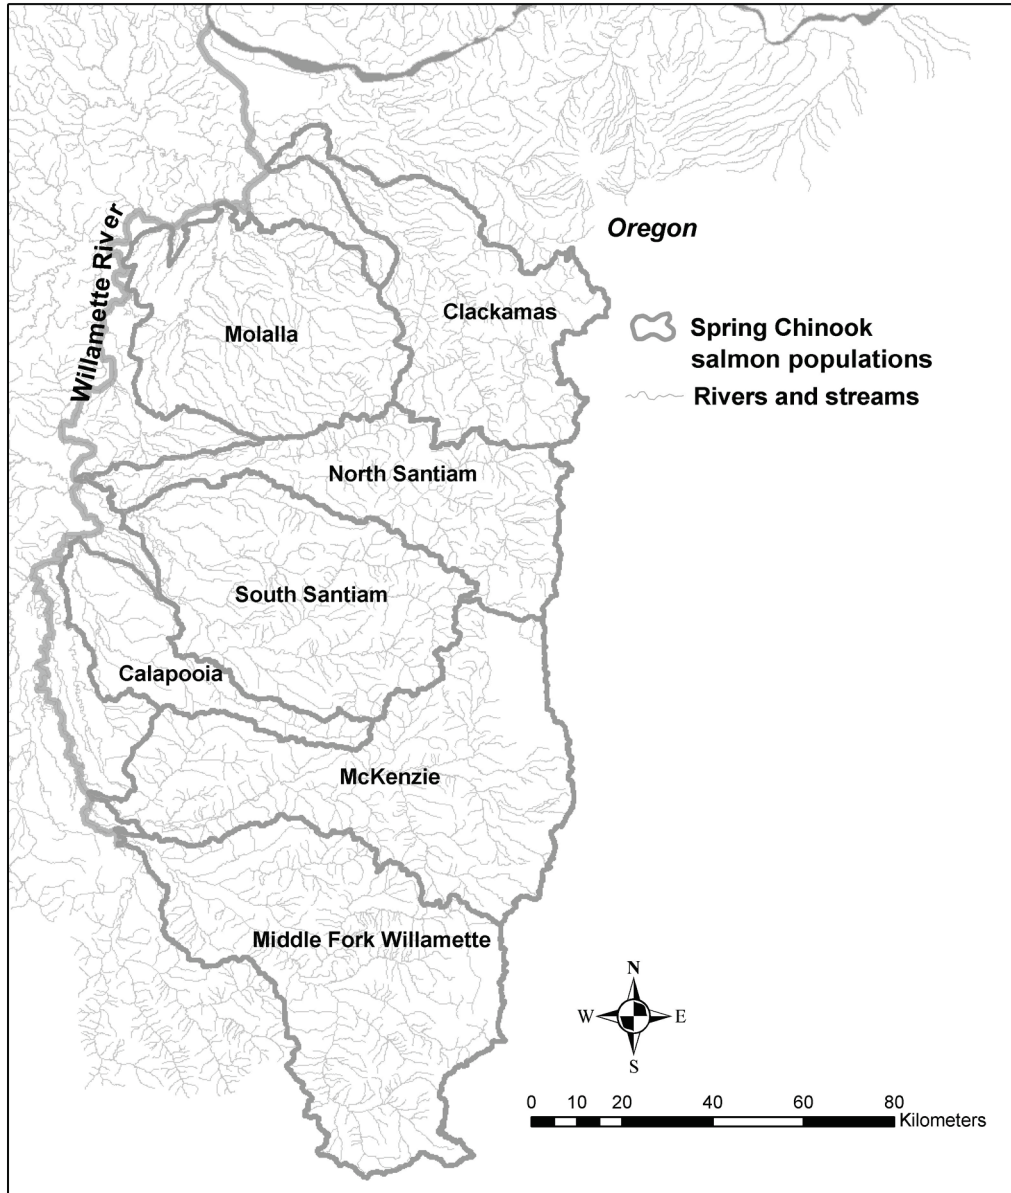 Willamette River
Oregon
Clackamas
Molalla
Spring Chinook
salmon populations
Rivers and streams
North Santiam
South Santiam
Calapooia
McKenzie
Middle Fork Willamette
N
W E
S
0 10 20 40 60 80
Kilometers